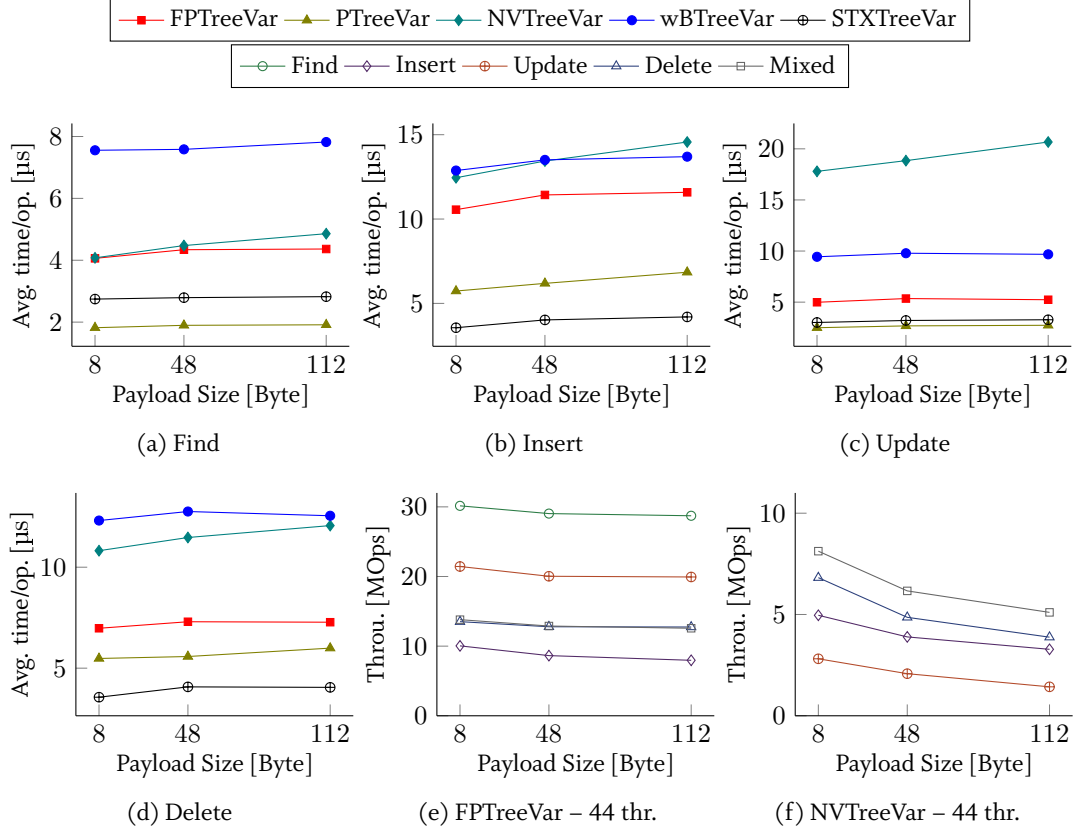 FPTreeVar PTreeVar NVTreeVar wBTreeVar STXTreeVar
Find Insert Update Delete Mixed
Avg. time/op. [µs]
8
6
4
2
8 48 112
Payload Size [Byte]
(a) Find
Avg. time/op. [µs]
15
10
5
8 48 112
Payload Size [Byte]
(b) Insert
Avg. time/op. [µs]
20
15
10
5
8 48 112
Payload Size [Byte]
(c) Update
Avg. time/op. [µs]
10
5
8 48 112
Payload Size [Byte]
(d) Delete
Throu. [MOps]
30
20
10
0
8 48 112
Payload Size [Byte]
(e) FPTreeVar – 44 thr.
Throu. [MOps]
10
5
0
8 48 112
Payload Size [Byte]
(f) NVTreeVar – 44 thr.